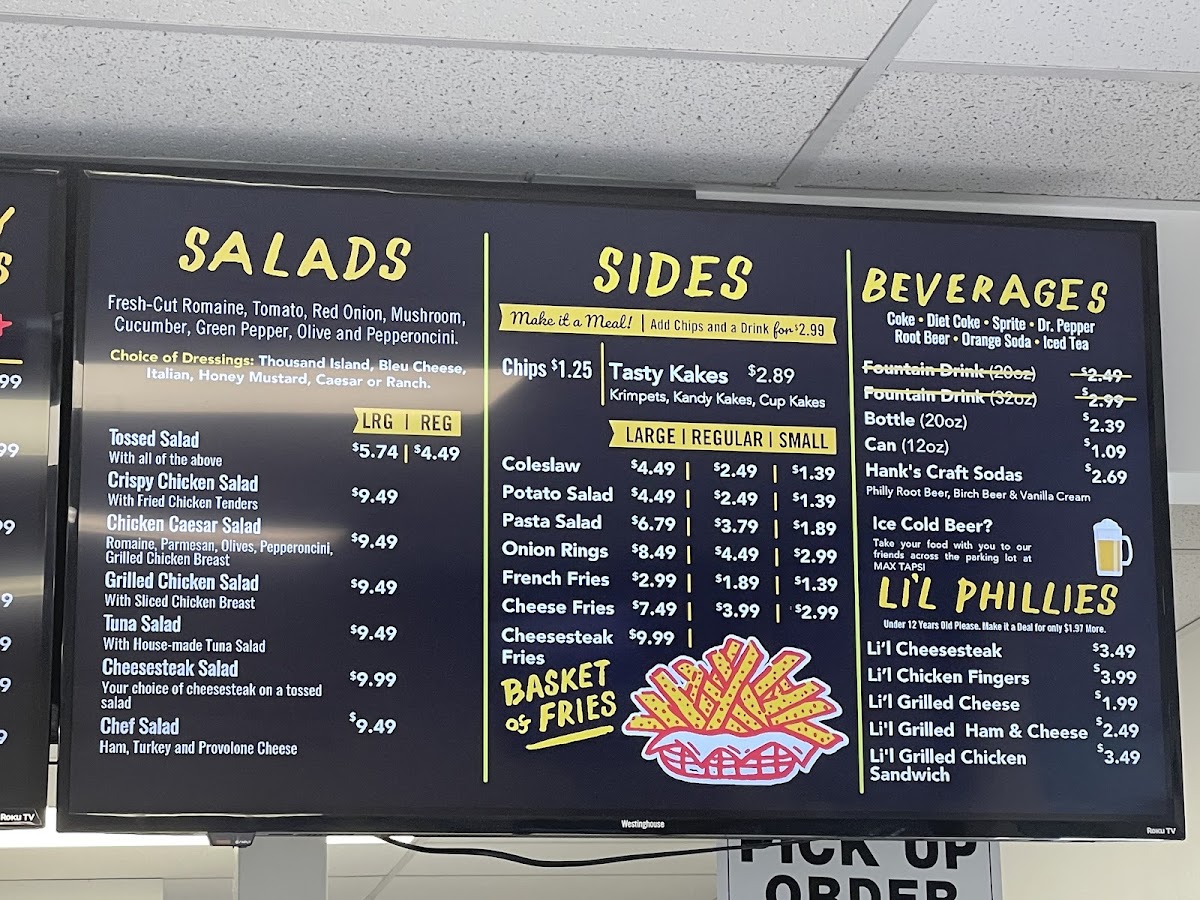 Y
S
99
99
99
9
9
9
9
SALADS
Fresh-Cut Romaine, Tomato, Red Onion, Mushroom,
Cucumber, Green Pepper, Olive and Pepperoncini.
Choice of Dressings: Thousand Island, Bleu Cheese,
Italian, Honey Mustard, Caesar or Ranch.
LRG | REG
Tossed Salad $5.74 | $4.49
With all of the above
Crispy Chicken Salad $9.49
With Fried Chicken Tenders
Chicken Caesar Salad $9.49
Romaine, Parmesan, Olives, Pepperoncini,
Grilled Chicken Breast
Grilled Chicken Salad $9.49
With Sliced Chicken Breast
Tuna Salad $9.49
With House-made Tuna Salad
Cheesesteak Salad $9.99
Your choice of cheesesteak on a tossed
salad
Chef Salad $9.49
Ham, Turkey and Provolone Cheese
SIDES
Make it a Meal! | Add Chips and a Drink for $2.99
Chips $1.25
Tasty Kakes $2.89
Krimpets, Kandy Kakes, Cup Kakes
LARGE | REGULAR | SMALL
Coleslaw $4.49 | $2.49 | $1.39
Potato Salad $4.49 | $2.49 | $1.39
Pasta Salad $6.79 | $3.79 | $1.89
Onion Rings $8.49 | $4.49 | $2.99
French Fries $2.99 | $1.89 | $1.39
Cheese Fries $7.49 | $3.99 | $2.99
Cheesesteak $9.99 |
Fries
BASKET
of FRIES
BEVERAGES
Coke • Diet Coke • Sprite • Dr. Pepper
Root Beer • Orange Soda • Iced Tea
Fountain Drink (20oz) $2.49
Fountain Drink (32oz) $2.99
Bottle (20oz) $2.39
Can (12oz) $1.09
Hank's Craft Sodas $2.69
Philly Root Beer, Birch Beer & Vanilla Cream
Ice Cold Beer?
Take your food with you to our
friends across the parking lot at
MAX TAPS!
LI'L PHILLIES
Under 12 Years Old Please. Make it a Deal for only $1.97 More.
Li'l Cheesesteak $3.49
Li'l Chicken Fingers $3.99
Li'l Grilled Cheese $1.99
Li'l Grilled Ham & Cheese $2.49
Li'l Grilled Chicken $3.49
Sandwich
Roku TV
Westinghouse
Roku TV
PICK UP
ORDER